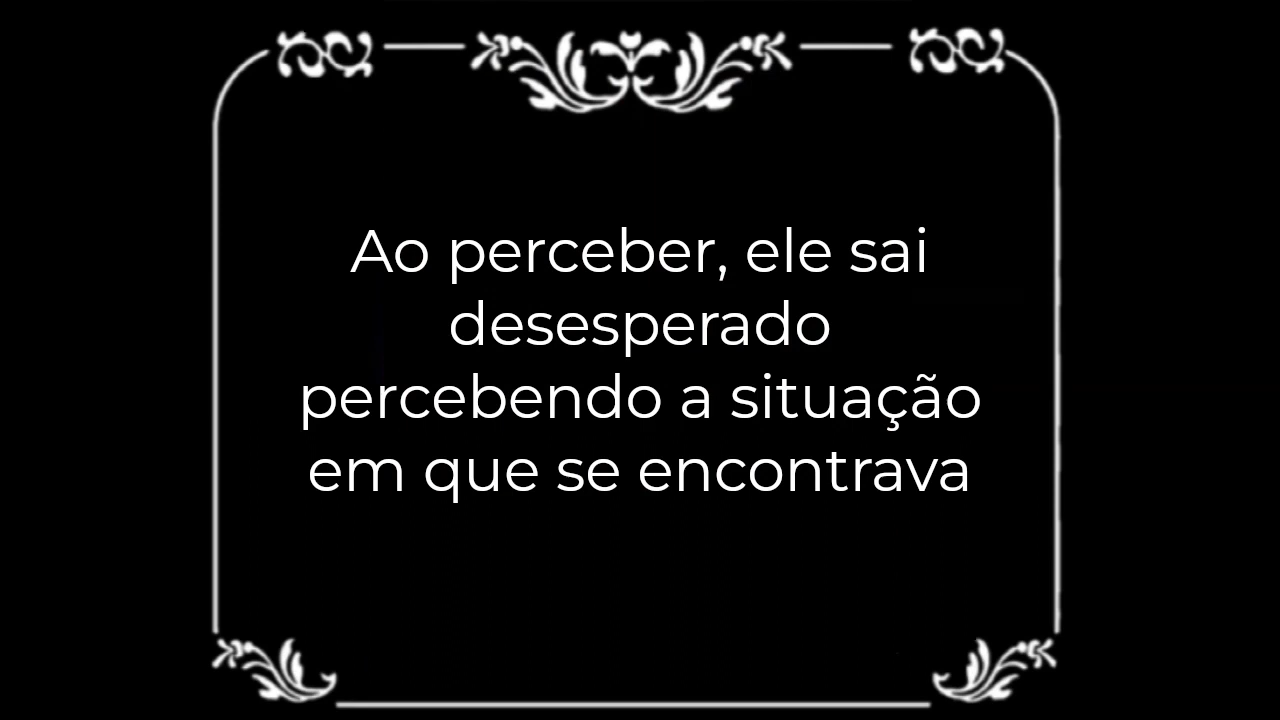 Ao perceber, ele sai
desesperado
percebendo a situação
em que se encontrava